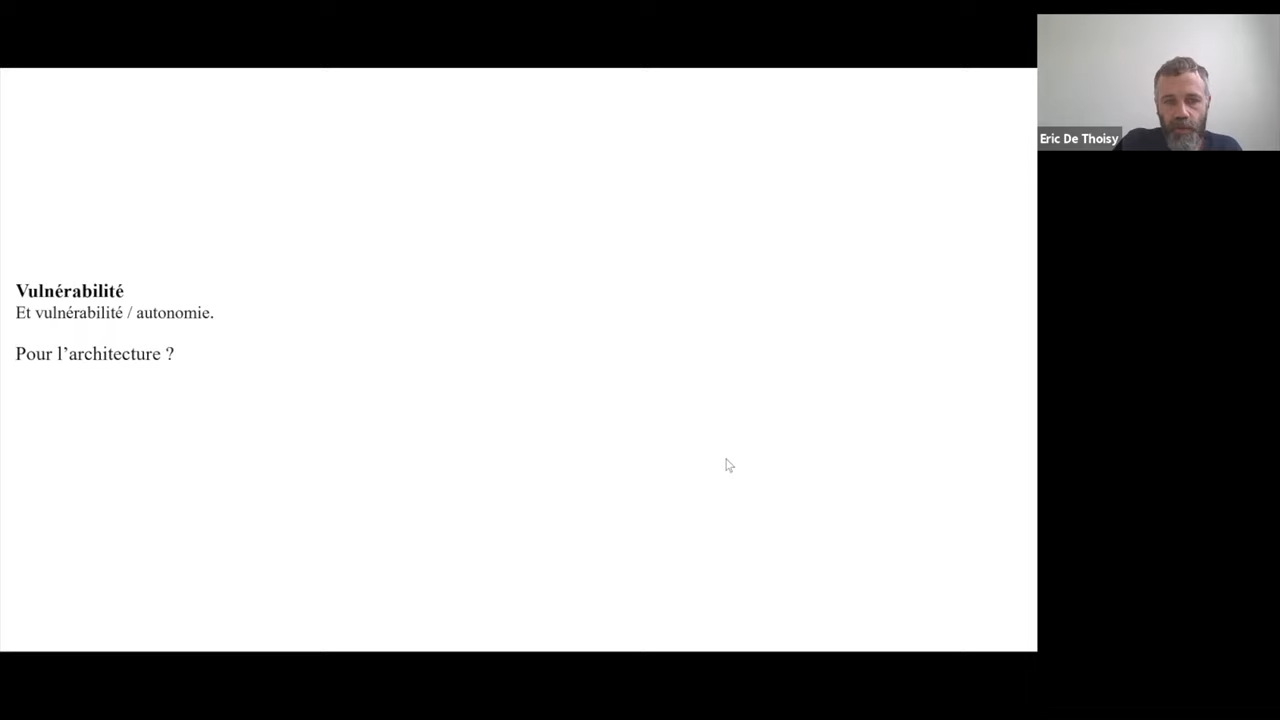 Vulnérabilité
Et vulnérabilité / autonomie.
Pour l’architecture ?
Eric De Thoisy